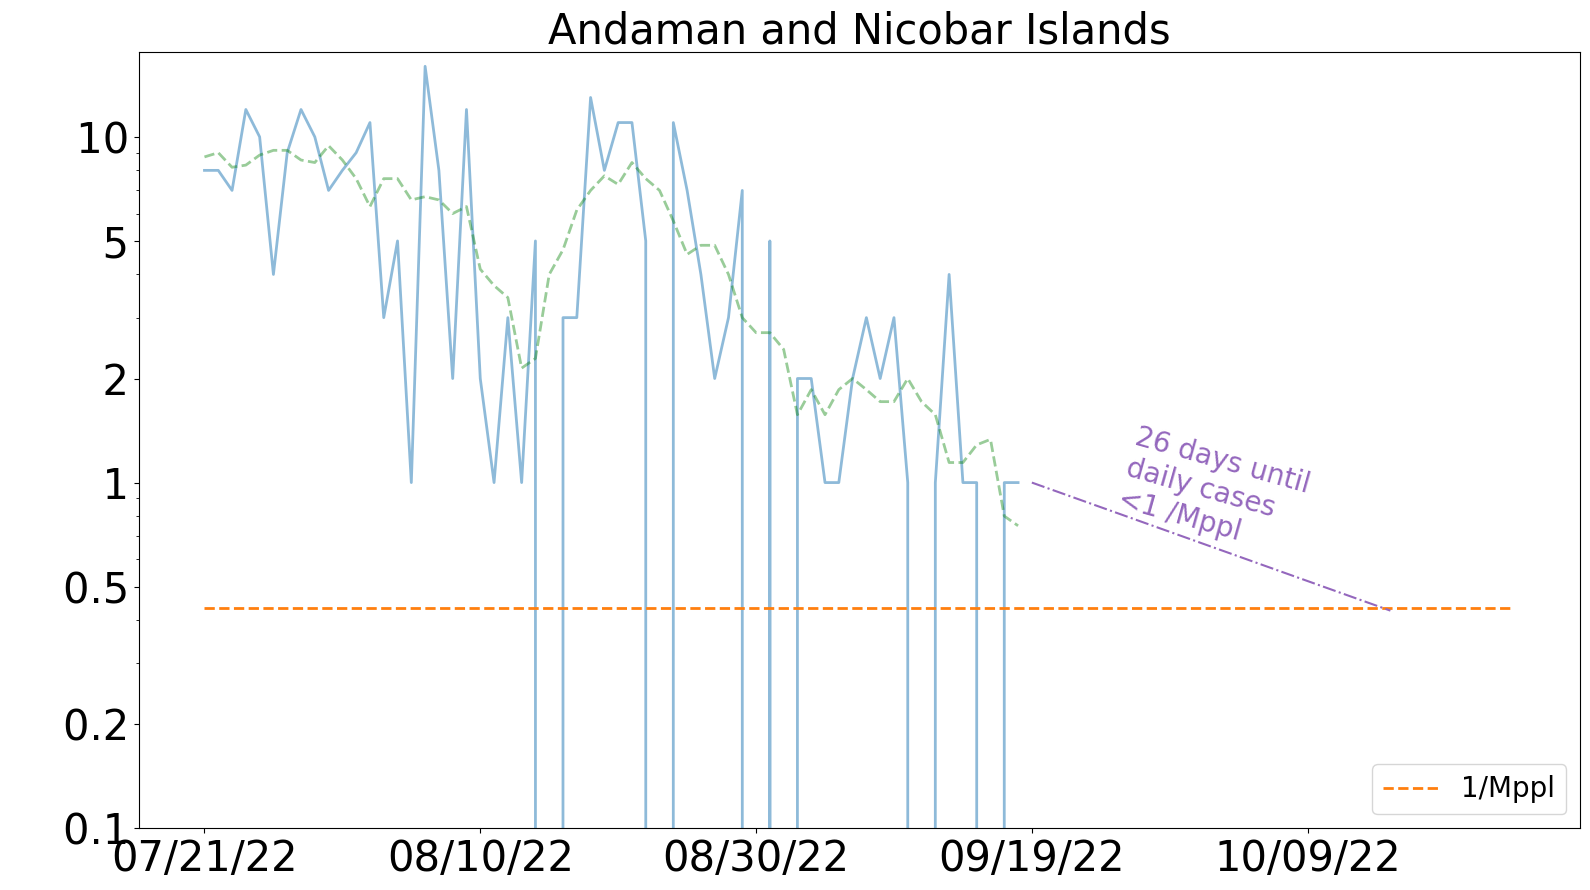 Andaman and Nicobar Islands
10
5
2
1
0.5
0.2
0.1
26 days until
daily cases
<1 /Mppl
1/Mppl
07/21/22
08/10/22
08/30/22
09/19/22
10/09/22